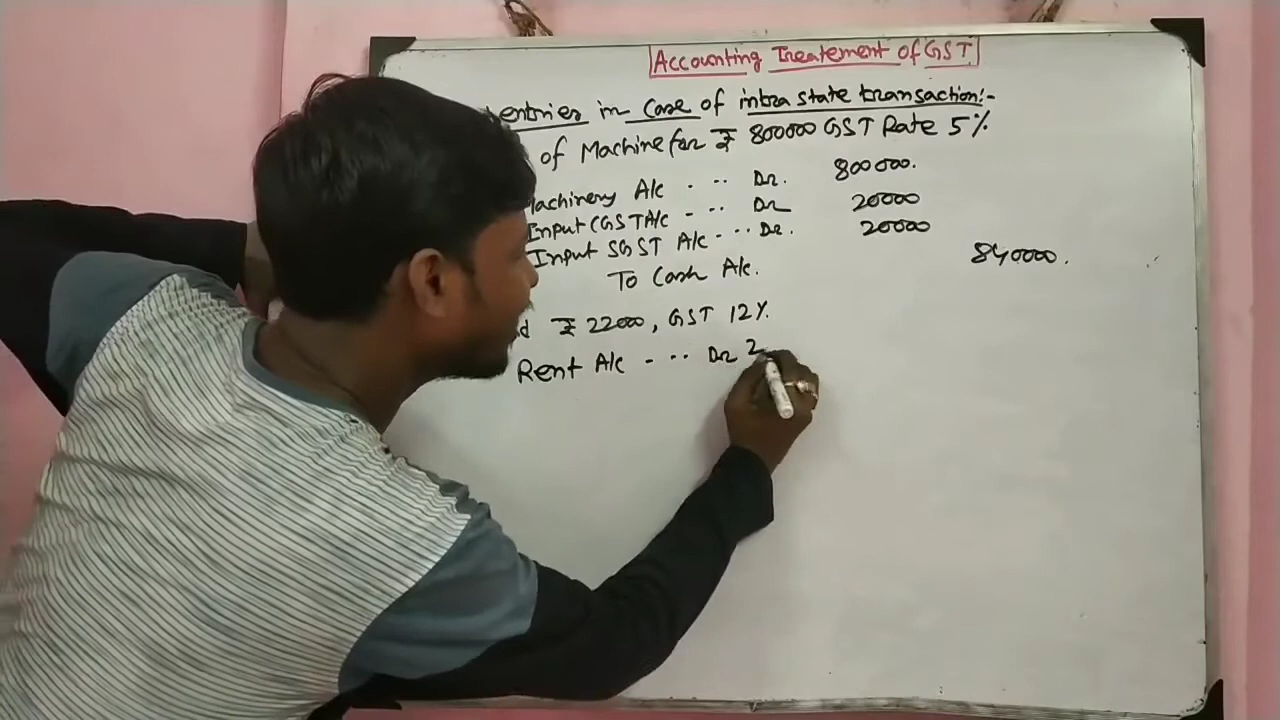 Accounting Treatement of GST
entries in Case of intra state transaction:-
of Machine for ₹ 800000 GST Rate 5%
Machinery A/c - .. Dr. 800000.
Input CGST A/c - .. Dr 20000
Input SGST A/c - .. Dr. 20000
To Cash A/c. 840000.
₹ 22000, GST 12%.
Rent A/c - .. Dr 2